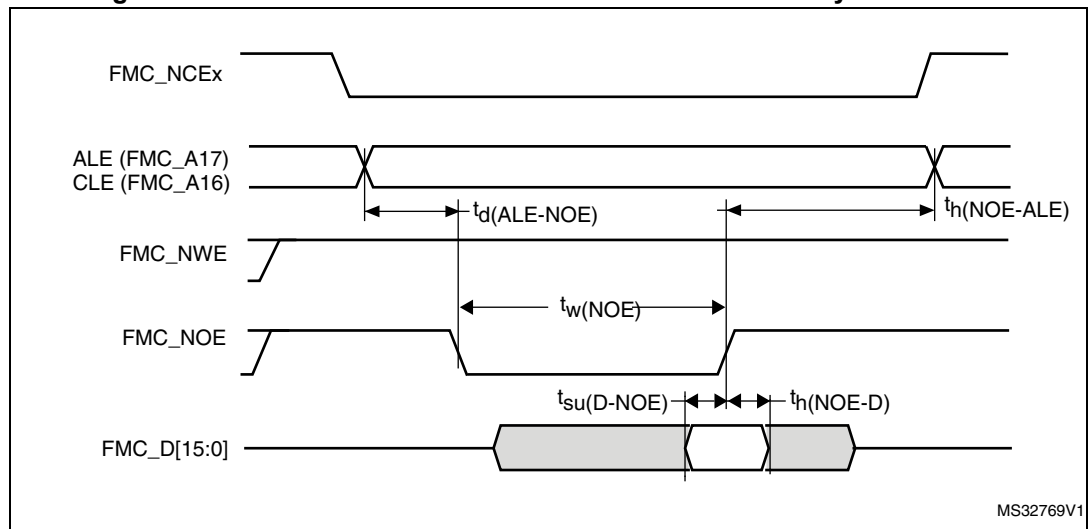 FMC_NCEx
ALE (FMC_A17)
CLE (FMC_A16)
td(ALE-NOE)
th(NOE-ALE)
FMC_NWE
tw(NOE)
FMC_NOE
tsu(D-NOE)
th(NOE-D)
FMC_D[15:0]
MS32769V1